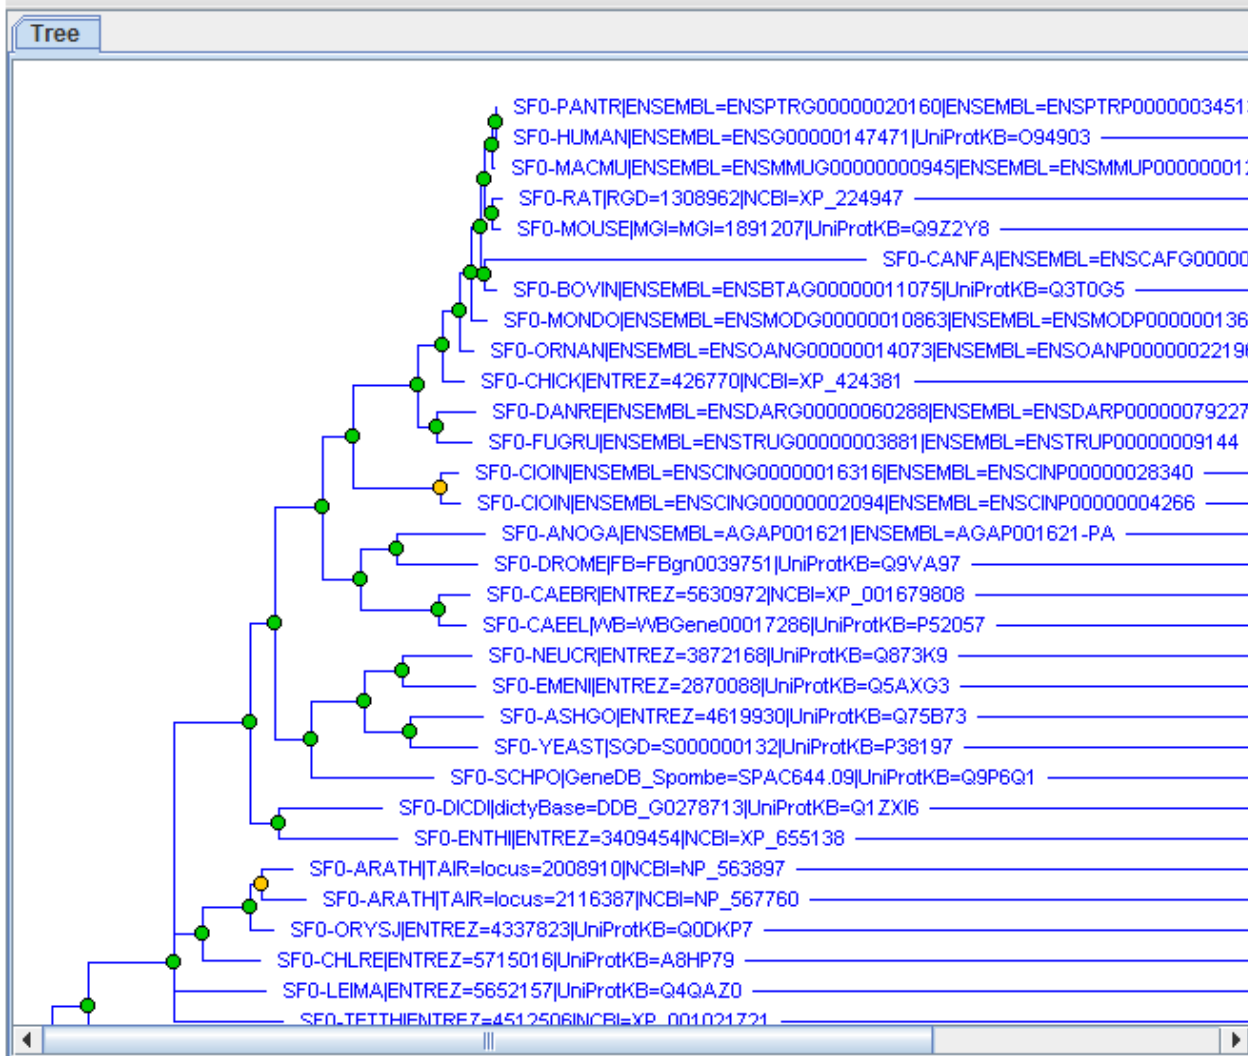 Tree
SF0-PANTR|ENSEMBL=ENSPTRG00000020160|ENSEMBL=ENSPTRP0000003451
SF0-HUMAN|ENSEMBL=ENSG00000147471|UniProtKB=O94903
SF0-MACMU|ENSEMBL=ENSMMUG00000000945|ENSEMBL=ENSMMUP0000000012
SF0-RAT|RGD=1308962|NCBI=XP_224947
SF0-MOUSE|MGI=MGI=1891207|UniProtKB=Q9Z2Y8
SF0-CANFA|ENSEMBL=ENSCAFG00000
SF0-BOVIN|ENSEMBL=ENSBTAG00000011075|UniProtKB=Q3T0G5
SF0-MONDO|ENSEMBL=ENSMODG00000010863|ENSEMBL=ENSMODP000000136
SF0-ORNAN|ENSEMBL=ENSOANG00000014073|ENSEMBL=ENSOANP0000002219
SF0-CHICK|ENTREZ=426770|NCBI=XP_424381
SF0-DANRE|ENSEMBL=ENSDARG00000060288|ENSEMBL=ENSDARP00000079227
SF0-FUGRU|ENSEMBL=ENSTRUG00000003881|ENSEMBL=ENSTRUP00000009144
SF0-CIOIN|ENSEMBL=ENSCING00000016316|ENSEMBL=ENSCINP00000028340
SF0-CIOIN|ENSEMBL=ENSCING00000002094|ENSEMBL=ENSCINP00000004266
SF0-ANOGA|ENSEMBL=AGAP001621|ENSEMBL=AGAP001621-PA
SF0-DROME|FB=FBgn0039751|UniProtKB=Q9VA97
SF0-CAEBR|ENTREZ=5630972|NCBI=XP_001679808
SF0-CAEEL|WB=WBGene00017286|UniProtKB=P52057
SF0-NEUCR|ENTREZ=3872168|UniProtKB=Q873K9
SF0-EMENI|ENTREZ=2870088|UniProtKB=Q5AXG3
SF0-ASHGO|ENTREZ=4619930|UniProtKB=Q75B73
SF0-YEAST|SGD=S000000132|UniProtKB=P38197
SF0-SCHPO|GeneDB_Spombe=SPAC644.09|UniProtKB=Q9P6Q1
SF0-DICDI|dictyBase=DDB_G0278713|UniProtKB=Q1ZXI6
SF0-ENTHI|ENTREZ=3409454|NCBI=XP_655138
SF0-ARATH|TAIR=locus=2008910|NCBI=NP_563897
SF0-ARATH|TAIR=locus=2116387|NCBI=NP_567760
SF0-ORYSJ|ENTREZ=4337823|UniProtKB=Q0DKP7
SF0-CHLRE|ENTREZ=5715016|UniProtKB=A8HP79
SF0-LEIMA|ENTREZ=5652157|UniProtKB=Q4QAZ0
SF0-TETTH|ENTREZ=4512506|NCBI=XP_001021721